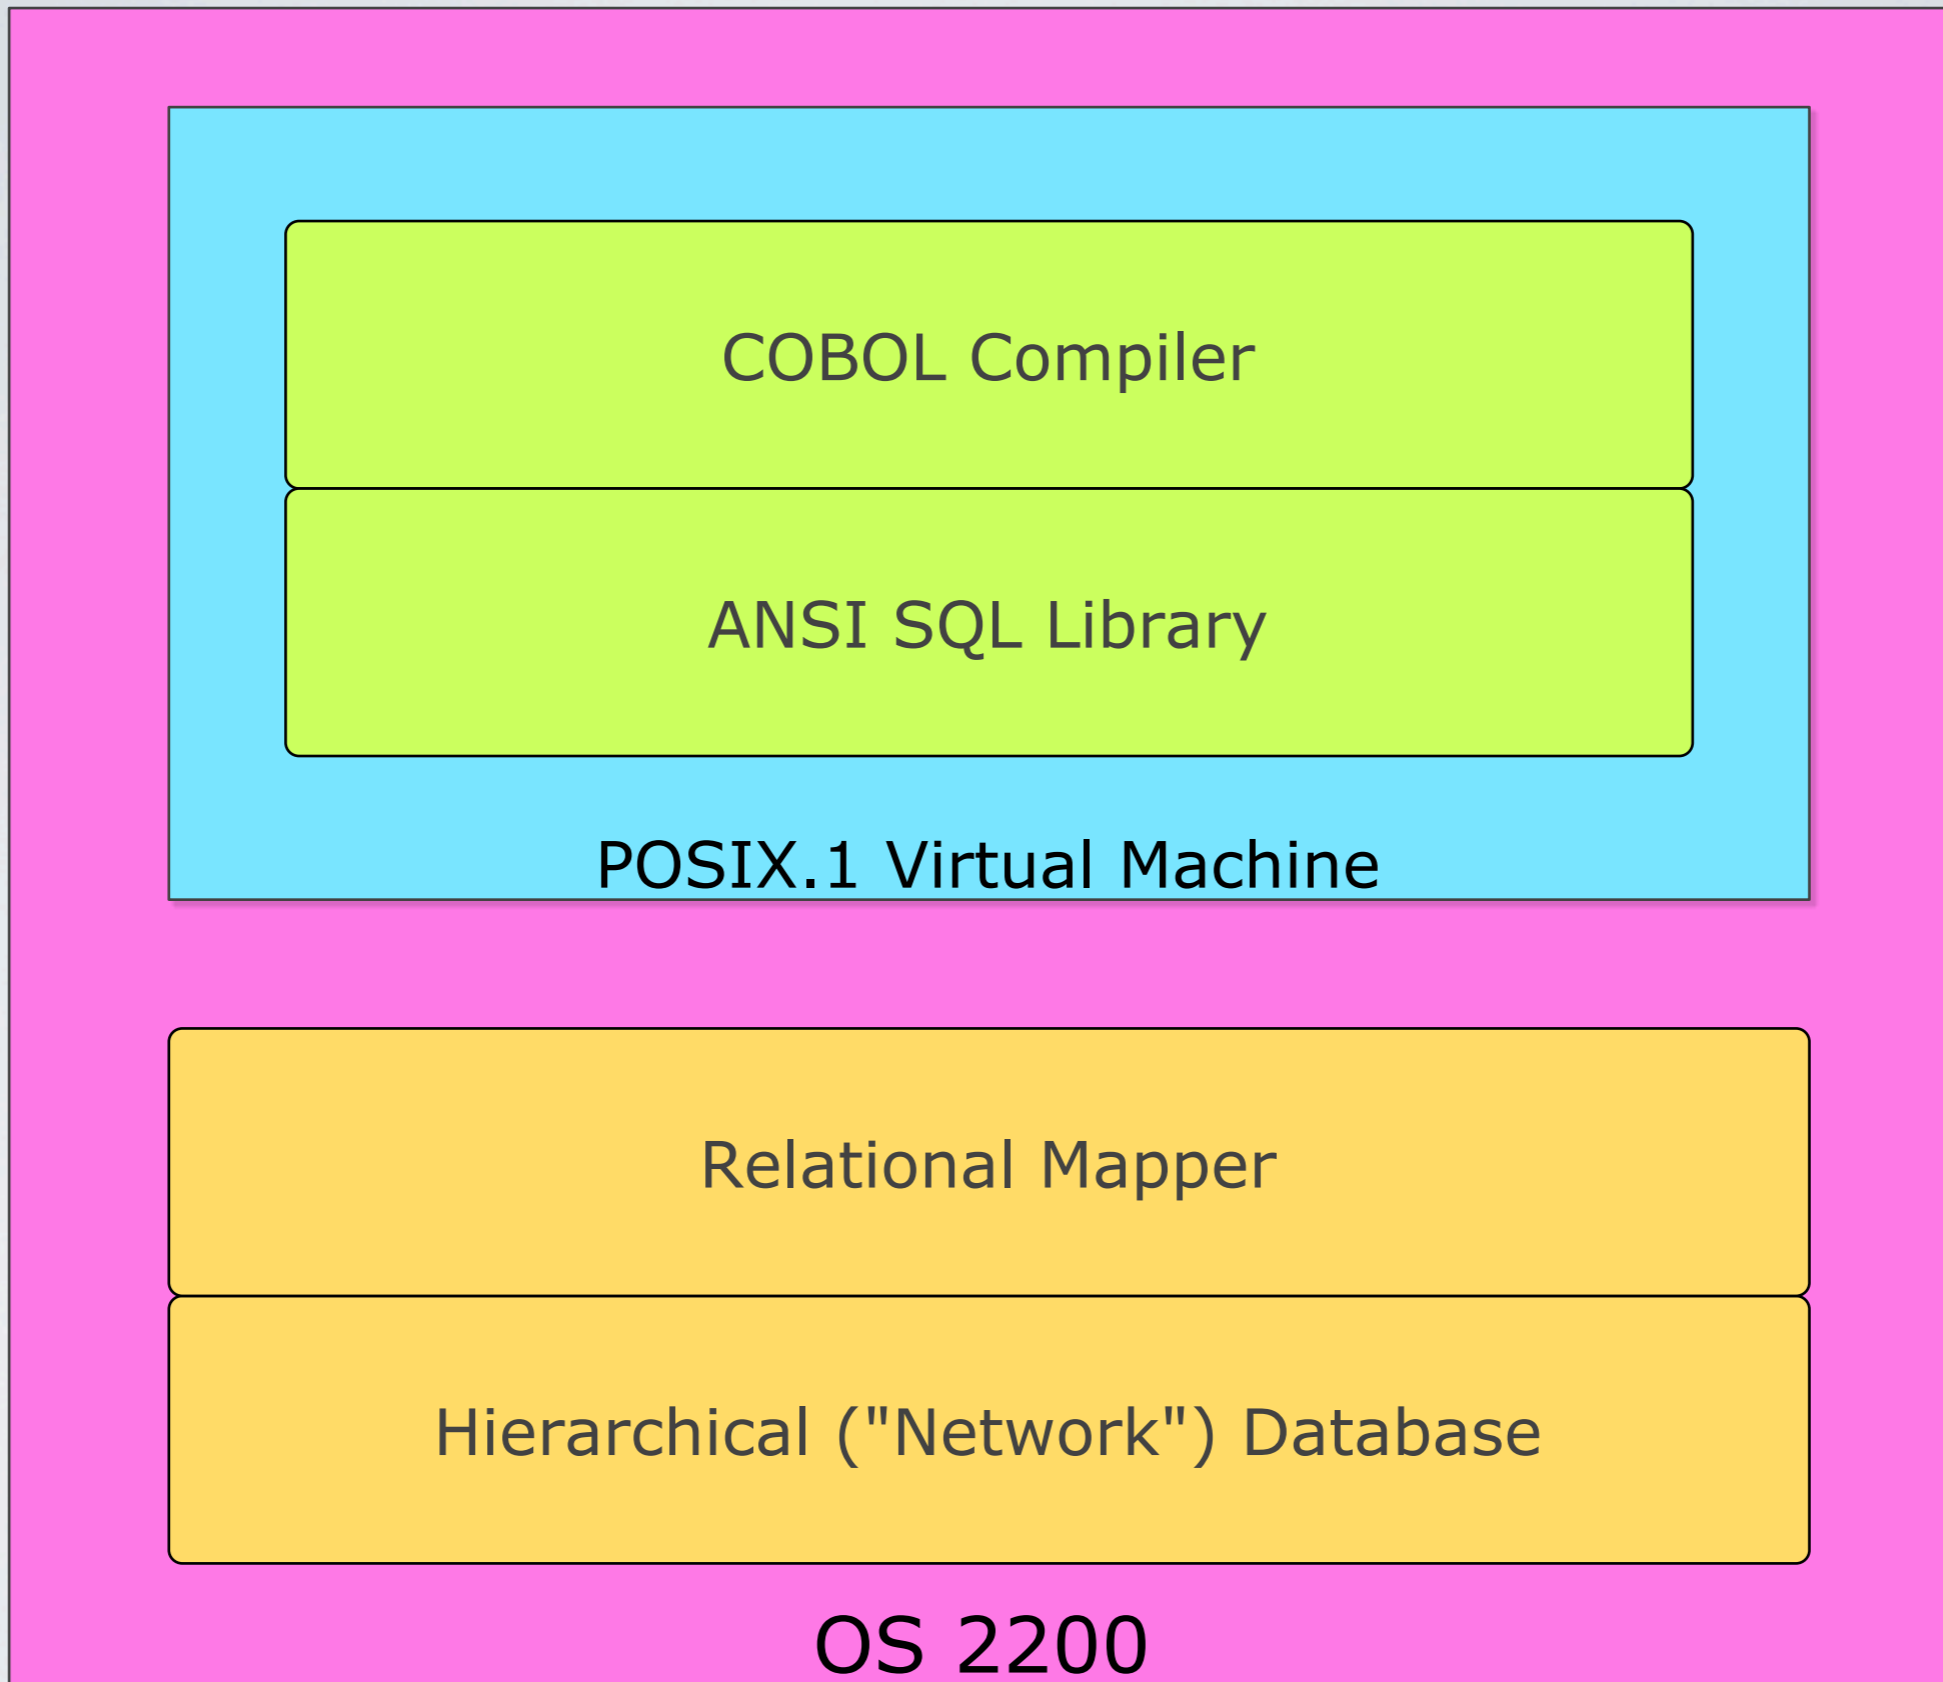 COBOL Compiler
ANSI SQL Library
POSIX.1 Virtual Machine
Relational Mapper
Hierarchical ("Network") Database
OS 2200